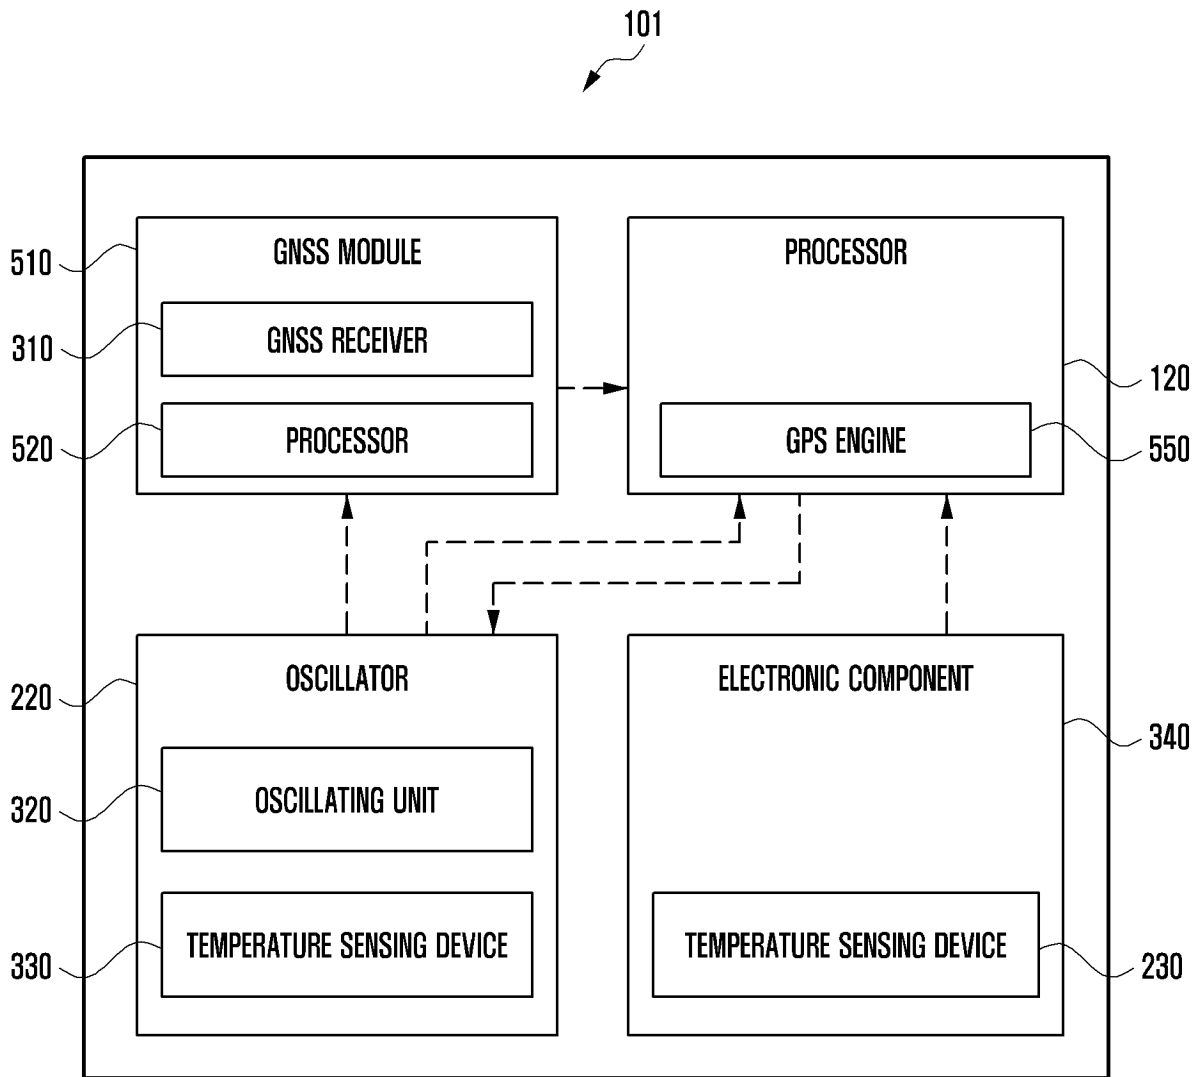 101
GNSS MODULE
PROCESSOR
510
GNSS RECEIVER
310
120
PROCESSOR
GPS ENGINE
520
550
OSCILLATOR
ELECTRONIC COMPONENT
220
340
OSCILLATING UNIT
320
TEMPERATURE SENSING DEVICE
TEMPERATURE SENSING DEVICE
330
230